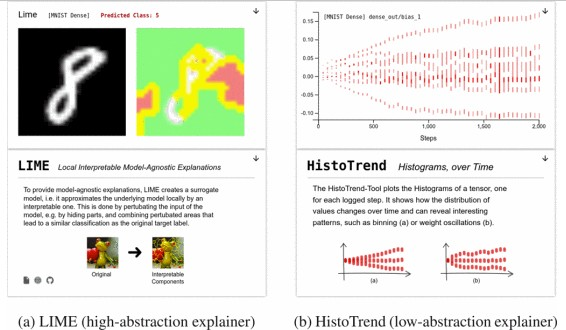 Lime [MNIST Dense] Predicted Class: 5
LIME Local Interpretable Model-Agnostic Explanations
To provide model-agnostic explanations, LIME creates a surrogate
model, i.e. it approximates the underlying model locally by an
interpretable one. This is done by pertubating the input of the
model, e.g. by hiding parts, and combining pertubated areas that
lead to a similar classification as the original target label.
Original
Interpretable
Components
(a) LIME (high-abstraction explainer)
[MNIST Dense] dense_out/bias_1
0.15
0.10
0.05
0.00
-0.05
-0.10
0 500 1,000 1,500 2,000
Steps
HistoTrend Histograms, over Time
The HistoTrend-Tool plots the Histograms of a tensor, one
for each logged step. It shows how the distribution of
values changes over time and can reveal interesting
patterns, such as binning (a) or weight oscillations (b).
(a) (b)
(b) HistoTrend (low-abstraction explainer)